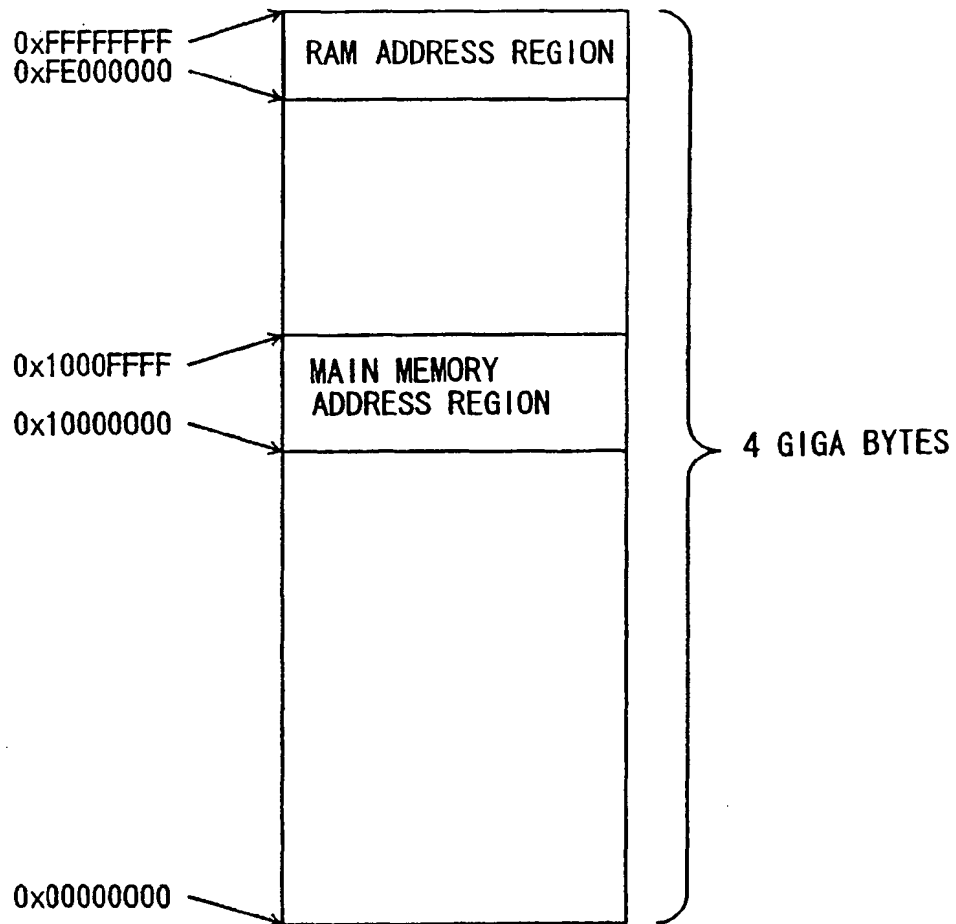 0xFFFFFFFF
0xFE000000
RAM ADDRESS REGION
0x1000FFFF
0x10000000
MAIN MEMORY
ADDRESS REGION
4 GIGA BYTES
0x00000000